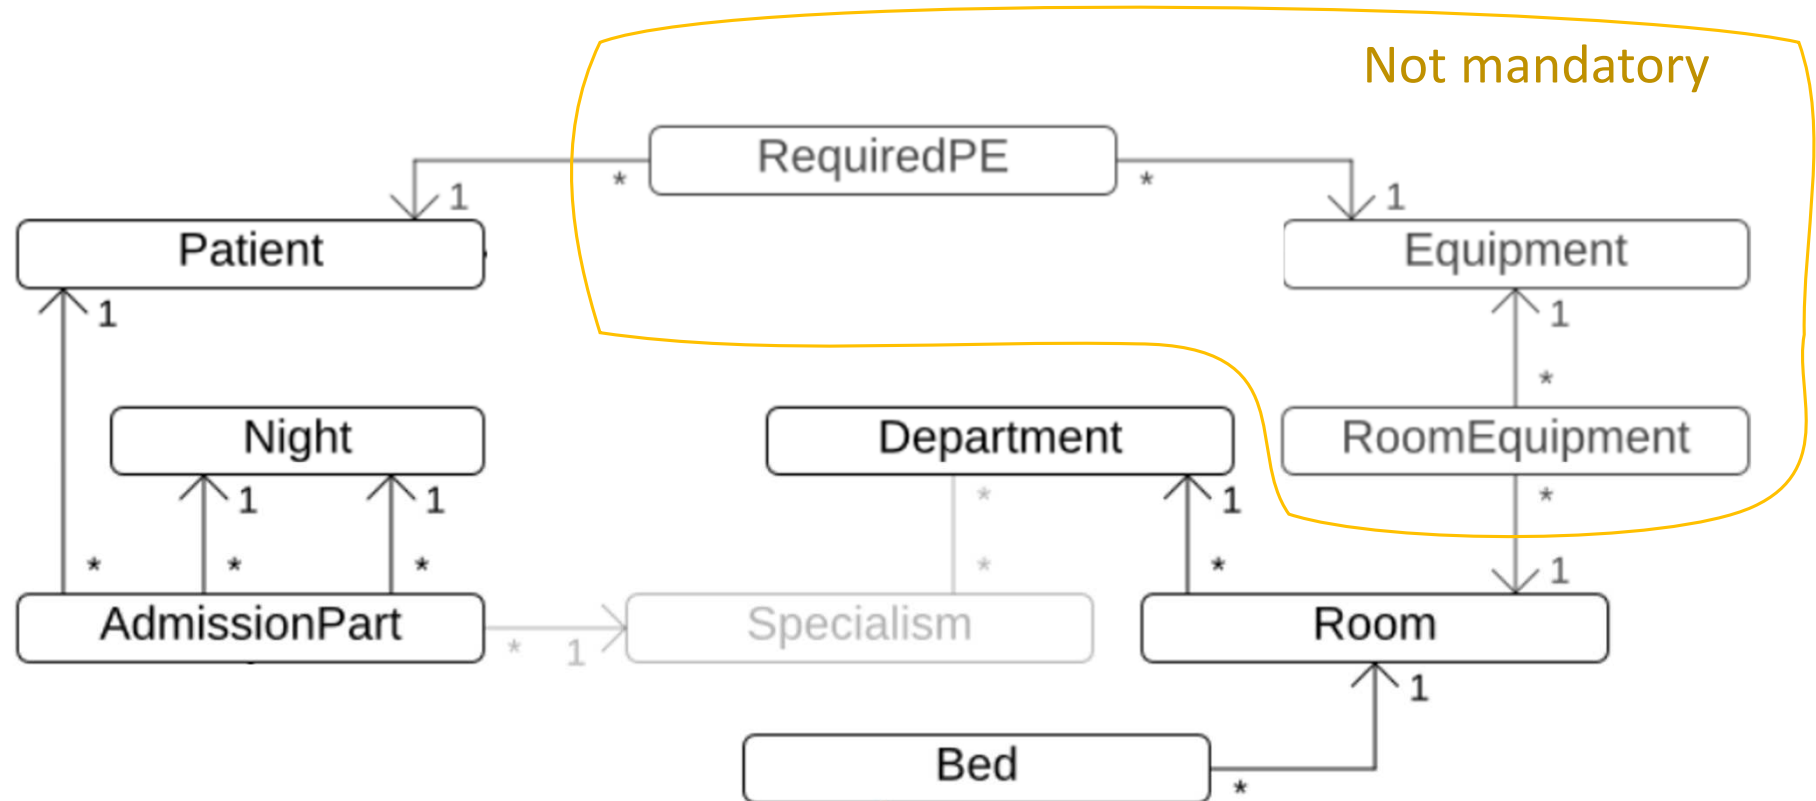 Not mandatory
RequiredPE
* *
1 1
Patient Equipment
1 1
*
Night Department RoomEquipment
1 1 * 1 *
* * * * * 1
AdmissionPart Specialism Room
* 1
1
Bed
*